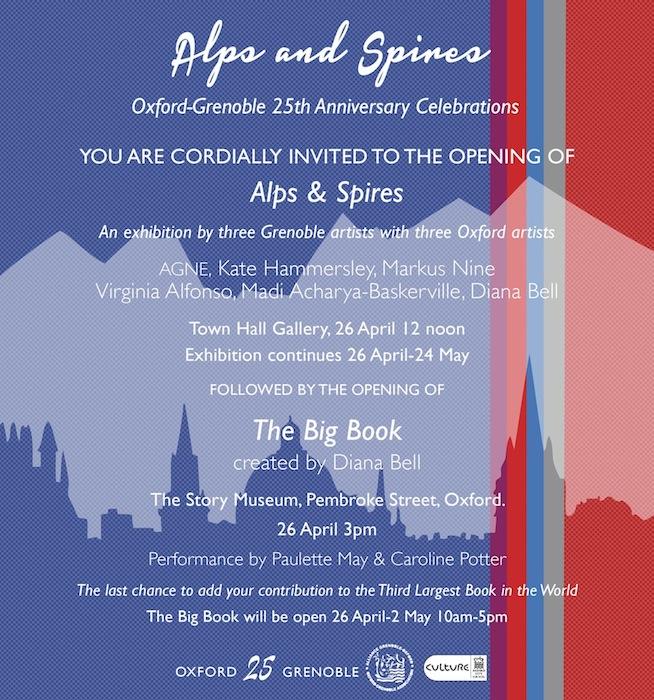 Alps and Spires
Oxford-Grenoble 25th Anniversary Celebrations
YOU ARE CORDIALLY INVITED TO THE OPENING OF
Alps & Spires
An exhibition by three Grenoble artists with three Oxford artists
AGNE, Kate Hammersley, Markus Nine
Virginia Alfonso, Madi Acharya-Baskerville, Diana Bell
Town Hall Gallery, 26 April 12 noon
Exhibition continues 26 April-24 May
FOLLOWED BY THE OPENING OF
The Big Book
created by Diana Bell
The Story Museum, Pembroke Street, Oxford.
26 April 3pm
Performance by Paulette May & Caroline Potter
The last chance to add your contribution to the Third Largest Book in the World
The Big Book will be open 26 April-2 May 10am-5pm
OXFORD 25 GRENOBLE
CULTURE